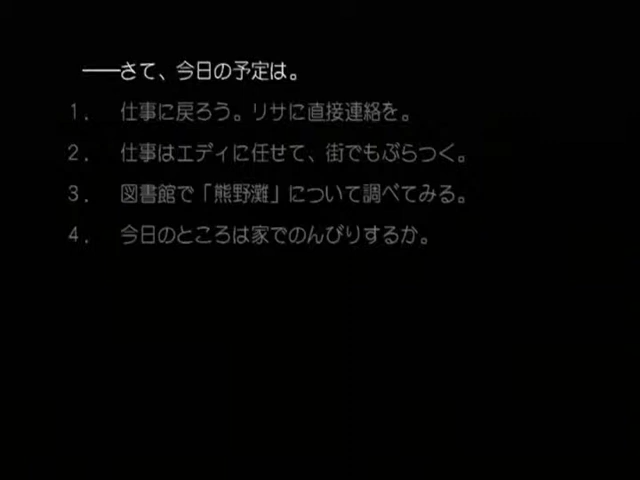 ――さて、今日の予定は。
1. 仕事に戻ろう。リサに直接連絡を。
2. 仕事はエディに任せて、街でもぶらつく。
3. 図書館で「熊野灘」について調べてみる。
4. 今日のところは家でのんびりするか。